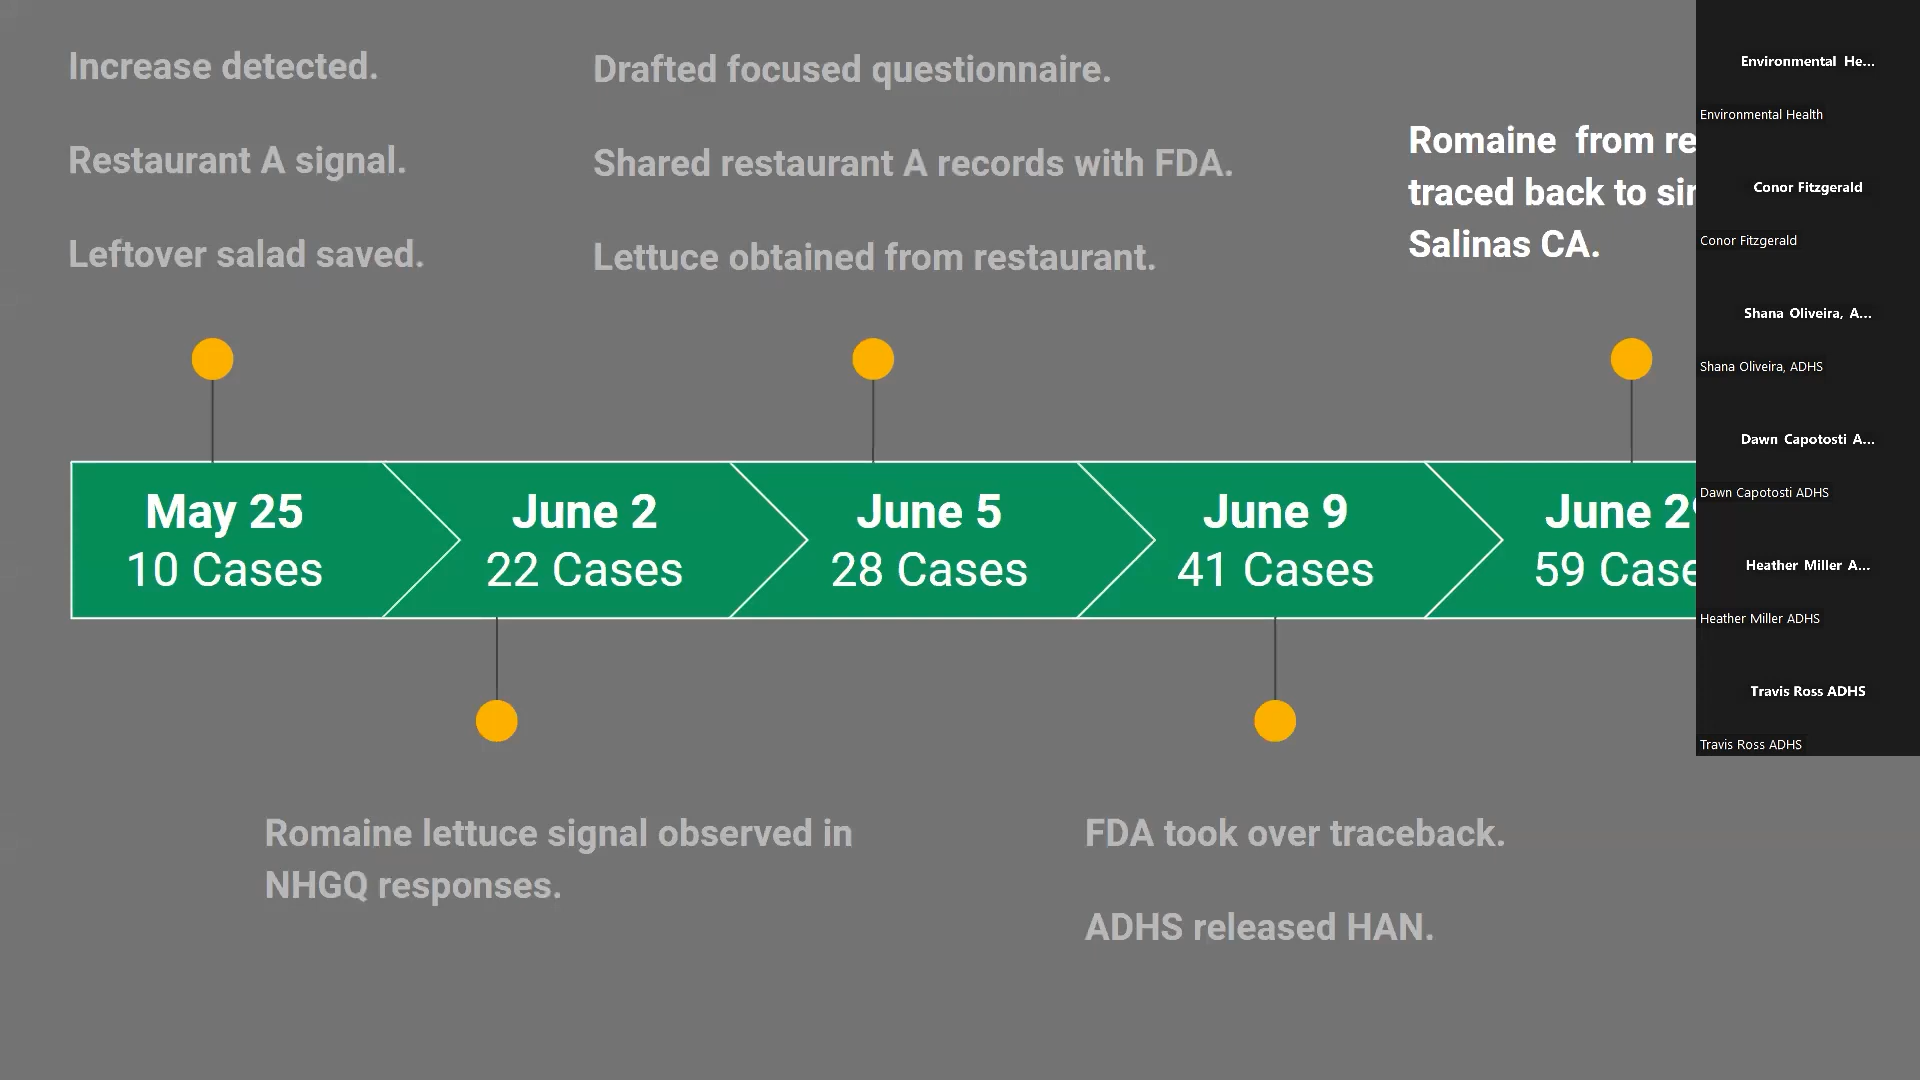 Increase detected.
Restaurant A signal.
Leftover salad saved.
Drafted focused questionnaire.
Shared restaurant A records with FDA.
Lettuce obtained from restaurant.
Romaine from
traced back to
Salinas CA.
May 25
10 Cases
June 2
22 Cases
June 5
28 Cases
June 9
41 Cases
June
59
Romaine lettuce signal observed in
NHGQ responses.
FDA took over traceback.
ADHS released HAN.
Environmental He...
Environmental Health
Conor Fitzgerald
Conor Fitzgerald
Shana Oliveira, A...
Shana Oliveira, ADHS
Dawn Capotosti A...
Dawn Capotosti ADHS
Heather Miller A...
Heather Miller ADHS
Travis Ross ADHS
Travis Ross ADHS